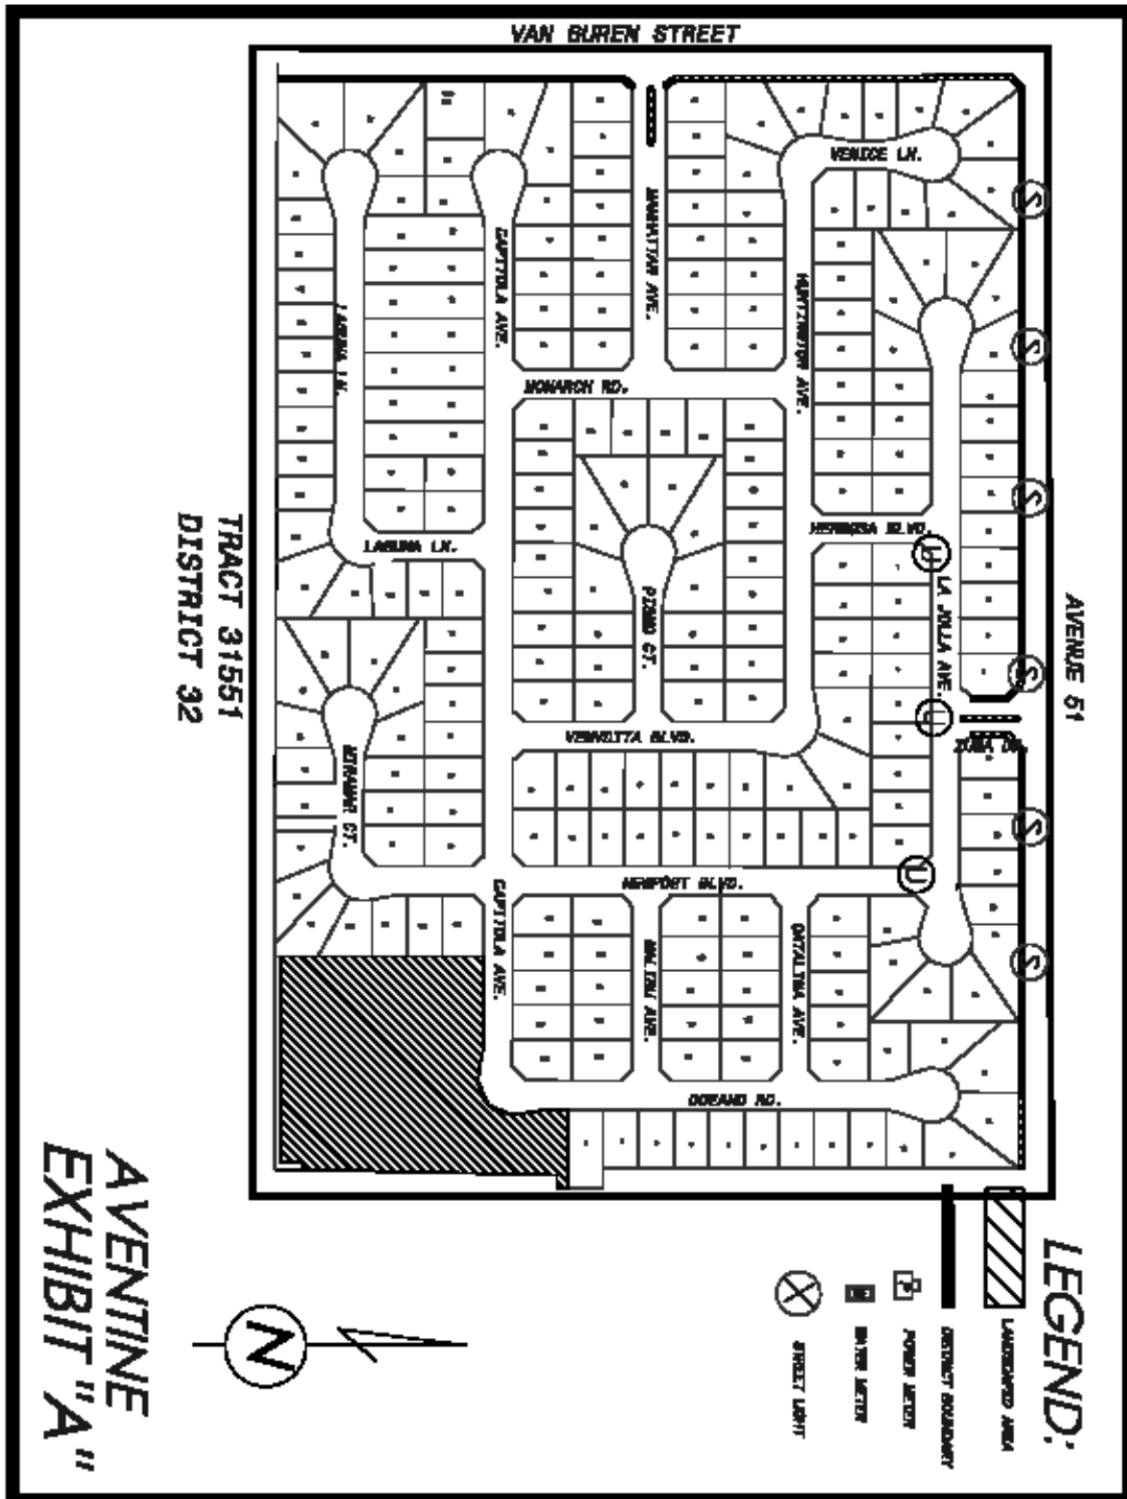 VAN BUREN STREET
AVENUE 51
VENICE LN.
MANHATTAN AVE.
CAPITOLA AVE.
HUNTINGTON AVE.
LAGUNA LN.
MONARCH RD.
HERMOSA BLVD.
LAGUNA LN.
LA JOLLA AVE.
PISMO CT.
ZUMA DR.
MIRAMAR CT.
NEWPORT BLVD.
CAPITOLA AVE.
MALIBU AVE.
CATALINA AVE.
OCEANO RD.
TRACT 31551
DISTRICT 32
LEGEND:
LANDSCAPED AREA
DISTRICT BOUNDARY
POWER METER
WATER METER
STREET LIGHT
N
AVENTINE
EXHIBIT "A"
S
S
S
S
S
S
U
U
U